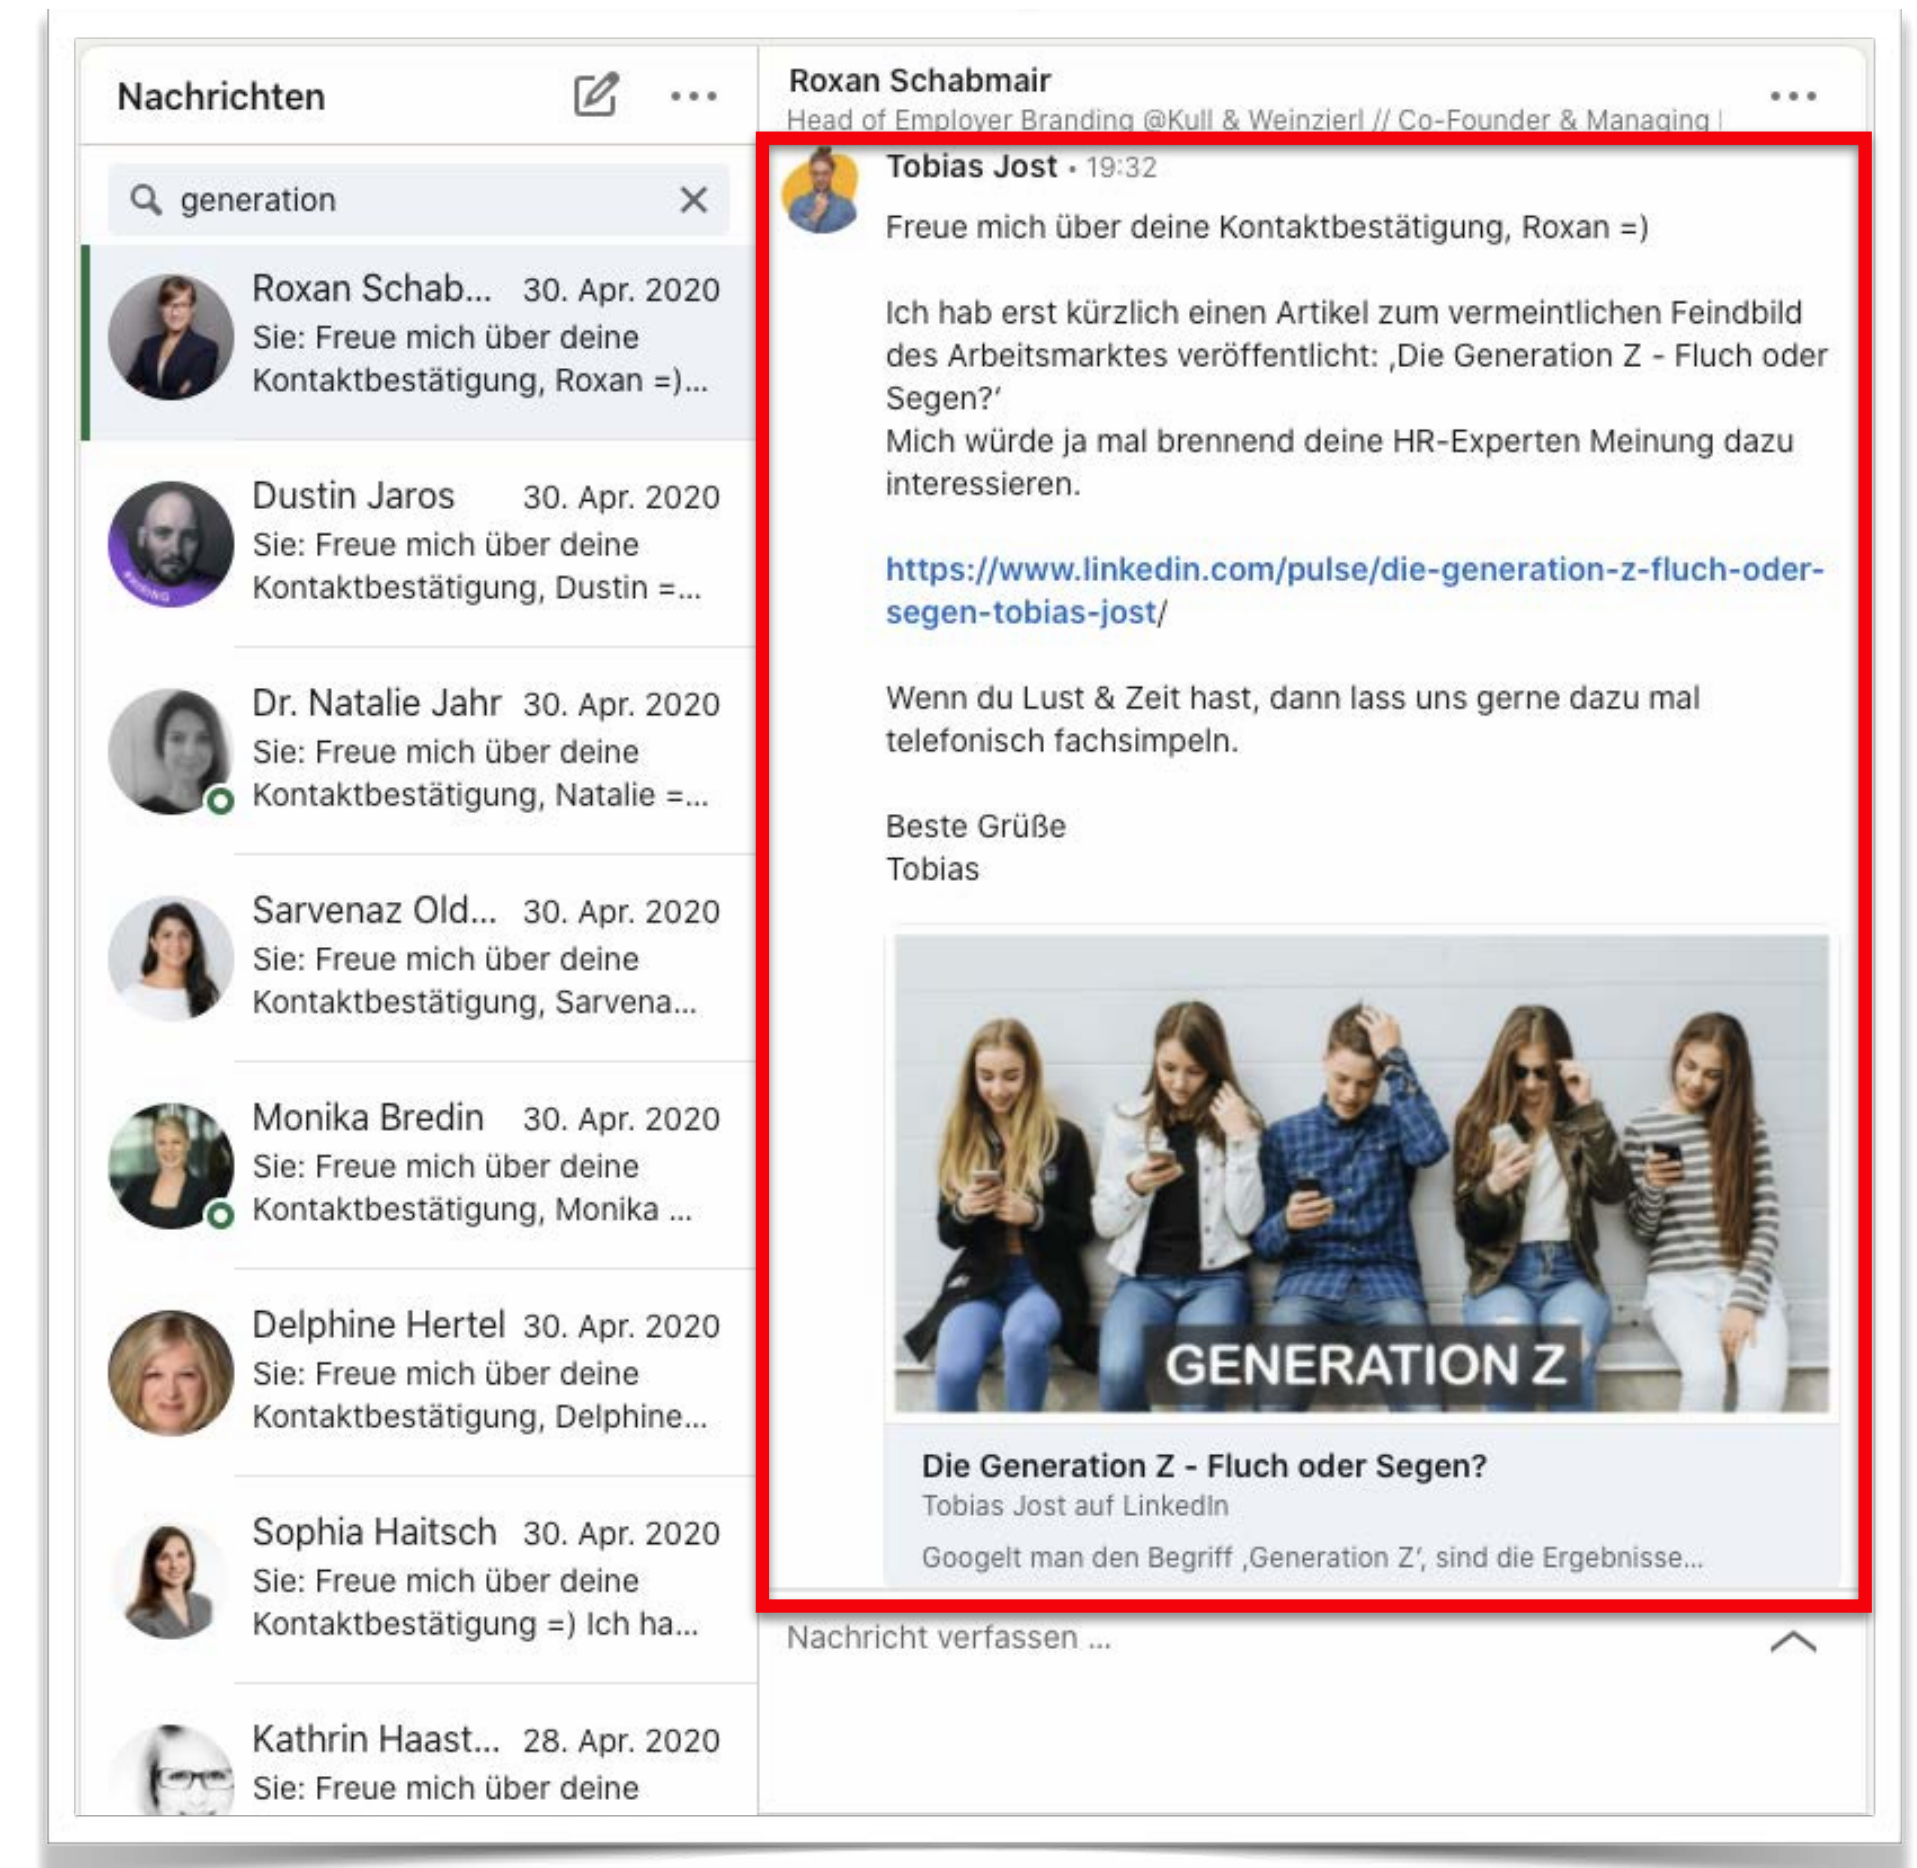 Nachrichten
generation
Roxan Schab... 30. Apr. 2020
Sie: Freue mich über deine
Kontaktbestätigung, Roxan =)...
Dustin Jaros 30. Apr. 2020
Sie: Freue mich über deine
Kontaktbestätigung, Dustin =...
Dr. Natalie Jahr 30. Apr. 2020
Sie: Freue mich über deine
Kontaktbestätigung, Natalie =...
Sarvenaz Old... 30. Apr. 2020
Sie: Freue mich über deine
Kontaktbestätigung, Sarvena...
Monika Bredin 30. Apr. 2020
Sie: Freue mich über deine
Kontaktbestätigung, Monika ...
Delphine Hertel 30. Apr. 2020
Sie: Freue mich über deine
Kontaktbestätigung, Delphine...
Sophia Haitsch 30. Apr. 2020
Sie: Freue mich über deine
Kontaktbestätigung =) Ich ha...
Kathrin Haast... 28. Apr. 2020
Sie: Freue mich über deine
Roxan Schabmair
Head of Employer Branding @Kull & Weinzierl // Co-Founder & Managing
Tobias Jost • 19:32
Freue mich über deine Kontaktbestätigung, Roxan =)
Ich hab erst kürzlich einen Artikel zum vermeintlichen Feindbild
des Arbeitsmarktes veröffentlicht: ‚Die Generation Z - Fluch oder
Segen?‘
Mich würde ja mal brennend deine HR-Experten Meinung dazu
interessieren.
https://www.linkedin.com/pulse/die-generation-z-fluch-oder-
segen-tobias-jost/
Wenn du Lust & Zeit hast, dann lass uns gerne dazu mal
telefonisch fachsimpeln.
Beste Grüße
Tobias
GENERATION Z
Die Generation Z - Fluch oder Segen?
Tobias Jost auf LinkedIn
Googelt man den Begriff ‚Generation Z‘, sind die Ergebnisse...
Nachricht verfassen ...